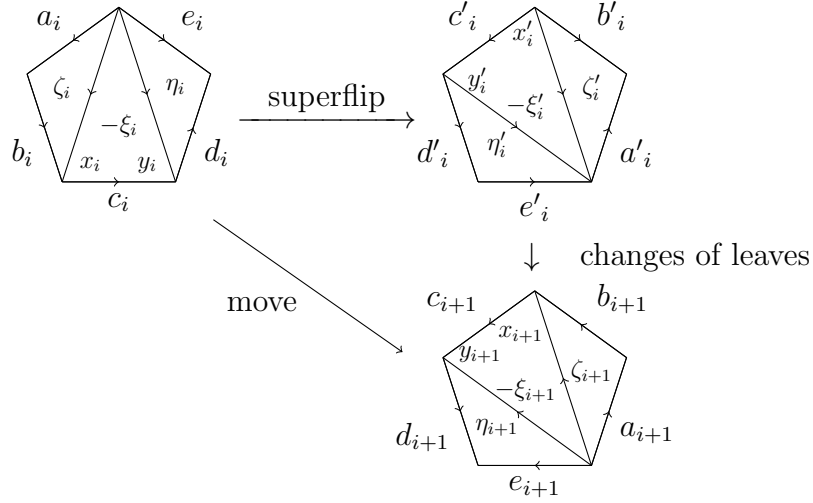 a_i e_i
ζ_i η_i
−ξ_i
b_i x_i y_i d_i
c_i
superflip
c'_i x'_i b'_i
y'_i −ξ'_i ζ'_i
d'_i η'_i a'_i
e'_i
changes of leaves
move
c_{i+1} x_{i+1} b_{i+1}
y_{i+1} −ξ_{i+1} ζ_{i+1}
d_{i+1} η_{i+1} a_{i+1}
e_{i+1}